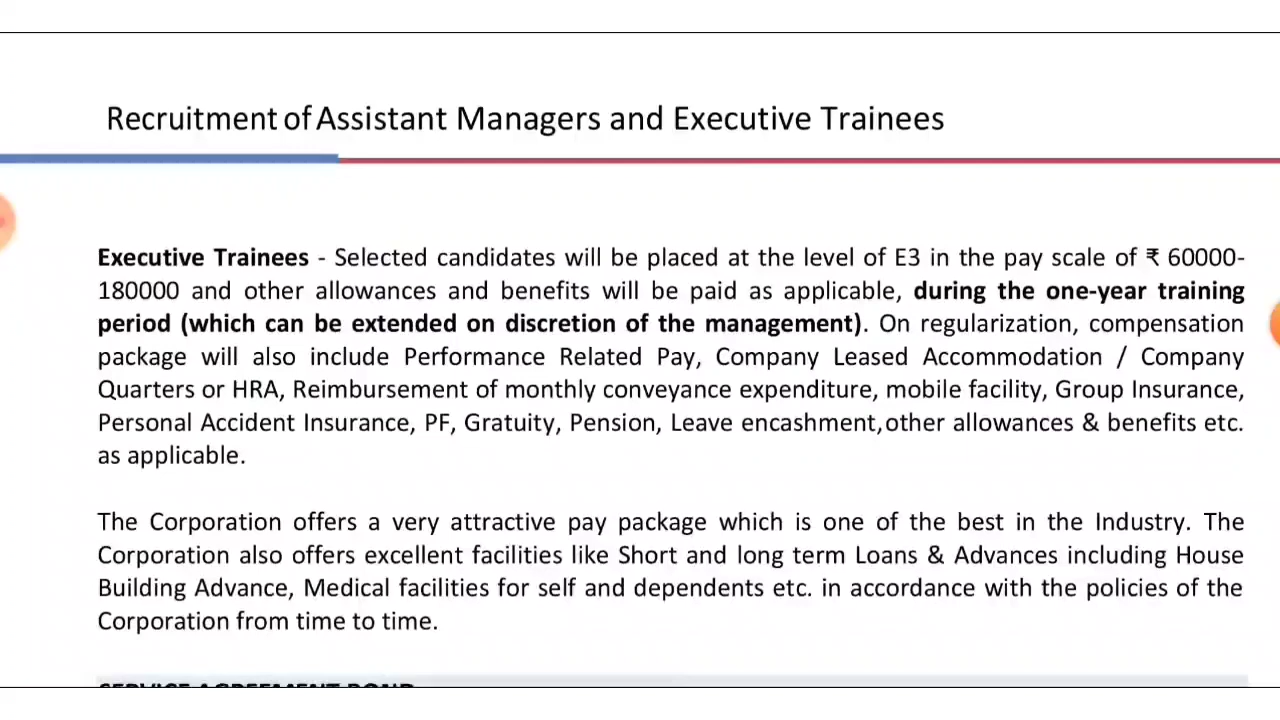 Recruitment of Assistant Managers and Executive Trainees
Executive Trainees - Selected candidates will be placed at the level of E3 in the pay scale of ₹ 60000-
180000 and other allowances and benefits will be paid as applicable, during the one-year training
period (which can be extended on discretion of the management). On regularization, compensation
package will also include Performance Related Pay, Company Leased Accommodation / Company
Quarters or HRA, Reimbursement of monthly conveyance expenditure, mobile facility, Group Insurance,
Personal Accident Insurance, PF, Gratuity, Pension, Leave encashment,other allowances & benefits etc.
as applicable.
The Corporation offers a very attractive pay package which is one of the best in the Industry. The
Corporation also offers excellent facilities like Short and long term Loans & Advances including House
Building Advance, Medical facilities for self and dependents etc. in accordance with the policies of the
Corporation from time to time.
SERVICE AGREEMENT BOND